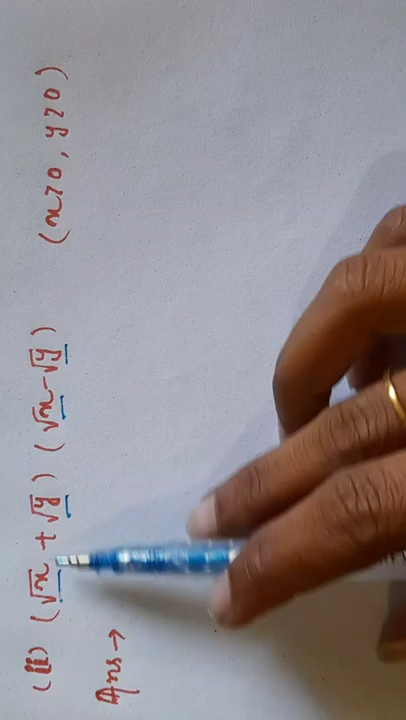 (ii) (√x + √y) (√x - √y) (x>0, y>0)
Ans →